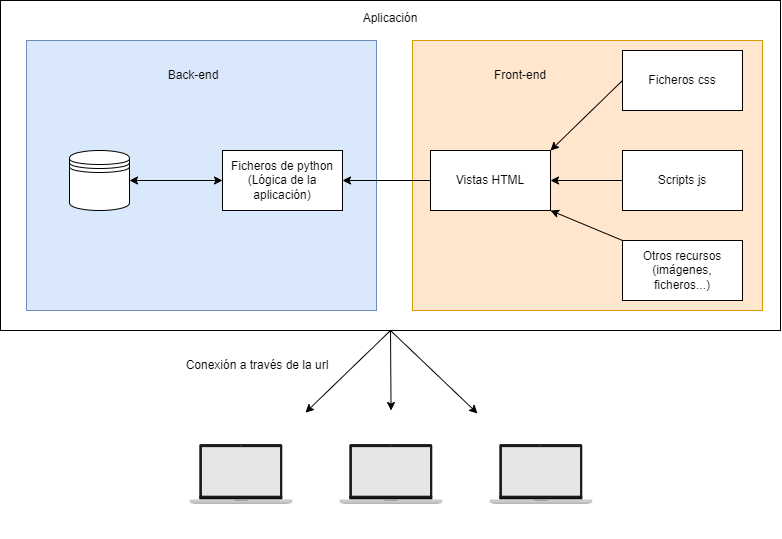 Aplicación
Back-end
Front-end
Ficheros css
Ficheros de python
(Lógica de la
aplicación)
Vistas HTML
Scripts js
Otros recursos
(imágenes,
ficheros...)
Conexión a través de la url